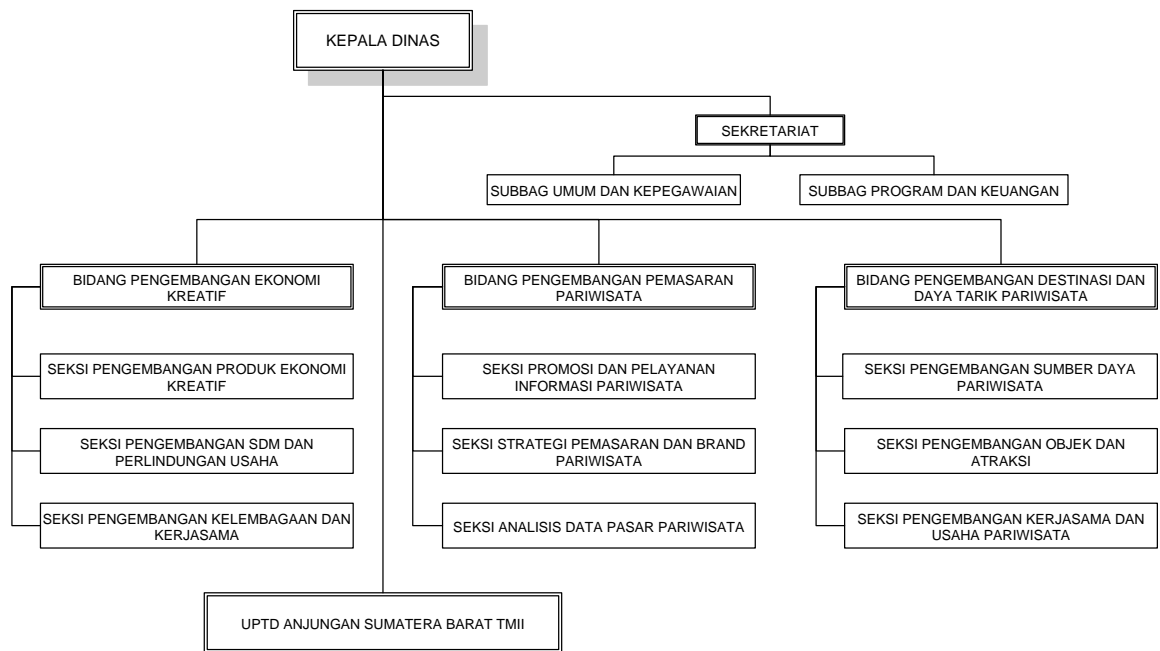 KEPALA DINAS
SEKRETARIAT
SUBBAG UMUM DAN KEPEGAWAIAN
SUBBAG PROGRAM DAN KEUANGAN
BIDANG PENGEMBANGAN EKONOMI
KREATIF
SEKSI PENGEMBANGAN PRODUK EKONOMI
KREATIF
SEKSI PENGEMBANGAN SDM DAN
PERLINDUNGAN USAHA
SEKSI PENGEMBANGAN KELEMBAGAAN DAN
KERJASAMA
BIDANG PENGEMBANGAN PEMASARAN
PARIWISATA
SEKSI PROMOSI DAN PELAYANAN
INFORMASI PARIWISATA
SEKSI STRATEGI PEMASARAN DAN BRAND
PARIWISATA
SEKSI ANALISIS DATA PASAR PARIWISATA
BIDANG PENGEMBANGAN DESTINASI DAN
DAYA TARIK PARIWISATA
SEKSI PENGEMBANGAN SUMBER DAYA
PARIWISATA
SEKSI PENGEMBANGAN OBJEK DAN
ATRAKSI
SEKSI PENGEMBANGAN KERJASAMA DAN
USAHA PARIWISATA
UPTD ANJUNGAN SUMATERA BARAT TMII